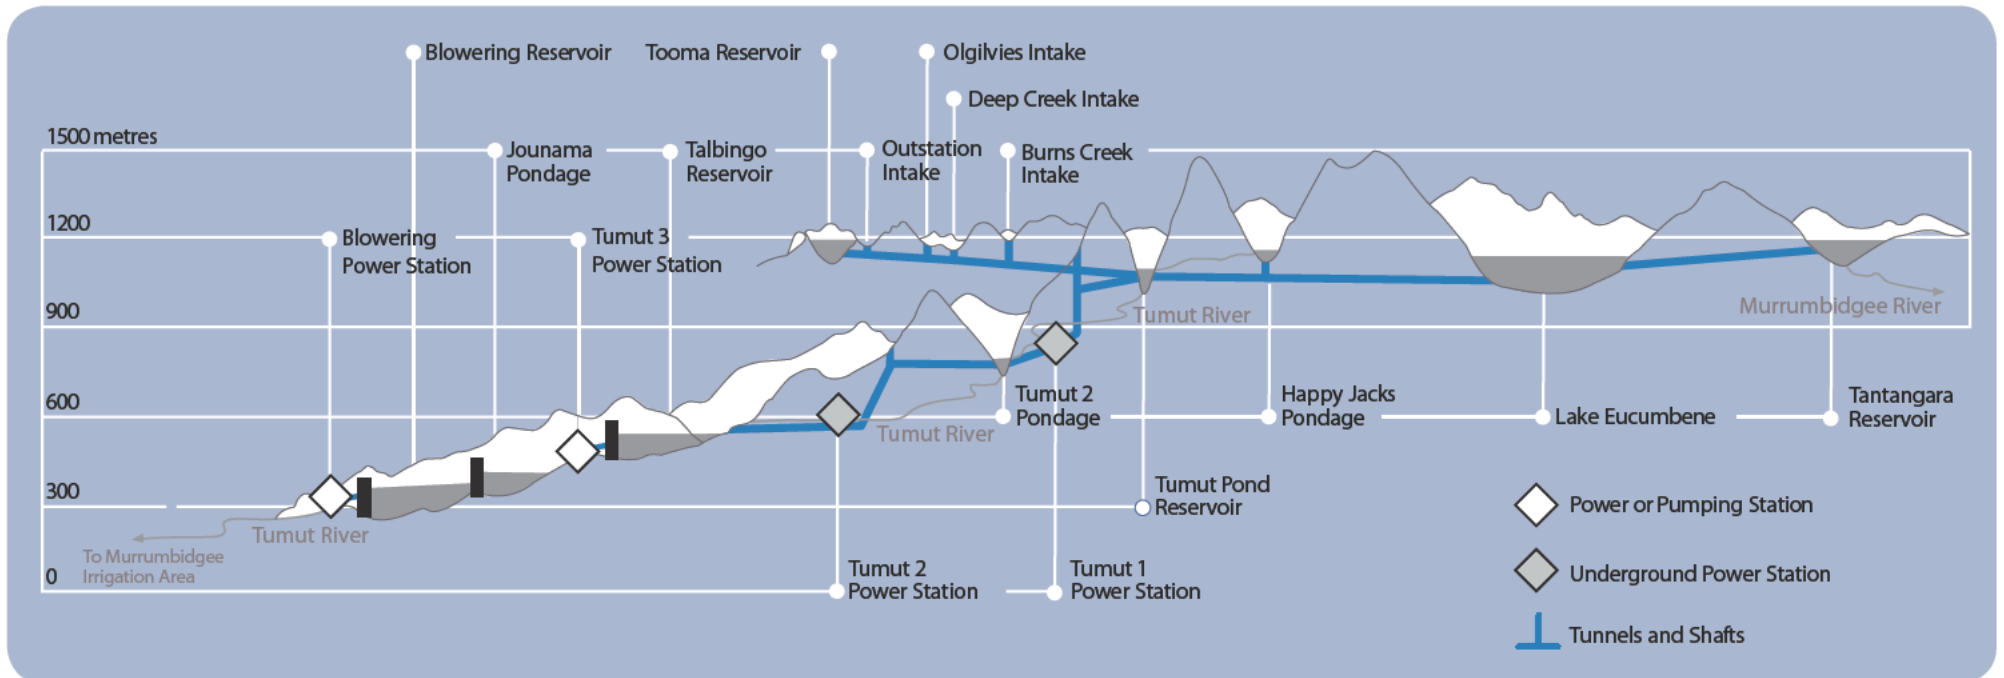 Blowering Reservoir
Tooma Reservoir
Olgilvies Intake
Deep Creek Intake
1500 metres
Jounama
Pondage
Talbingo
Reservoir
Outstation
Intake
Burns Creek
Intake
1200
Blowering
Power Station
Tumut 3
Power Station
900
Tumut River
Murrumbidgee River
600
Tumut River
Tumut 2
Pondage
Happy Jacks
Pondage
Lake Eucumbene
Tantangara
Reservoir
300
Tumut River
To Murrumbidgee
Irrigation Area
Tumut Pond
Reservoir
0
Tumut 2
Power Station
Tumut 1
Power Station
Power or Pumping Station
Underground Power Station
Tunnels and Shafts